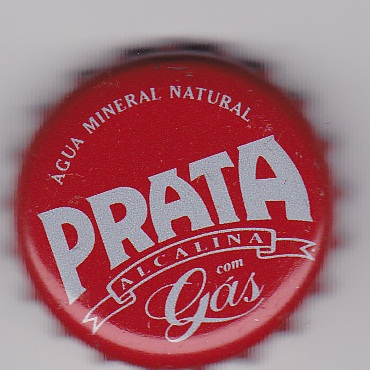 ÁGUA MINERAL NATURAL
PRATA
ALCALINA
com
Gás